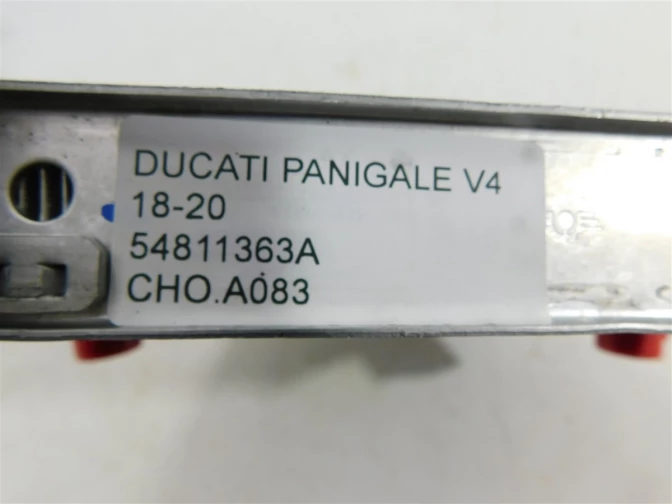 DUCATI PANIGALE V4
18-20
54811363A
CHO.A083